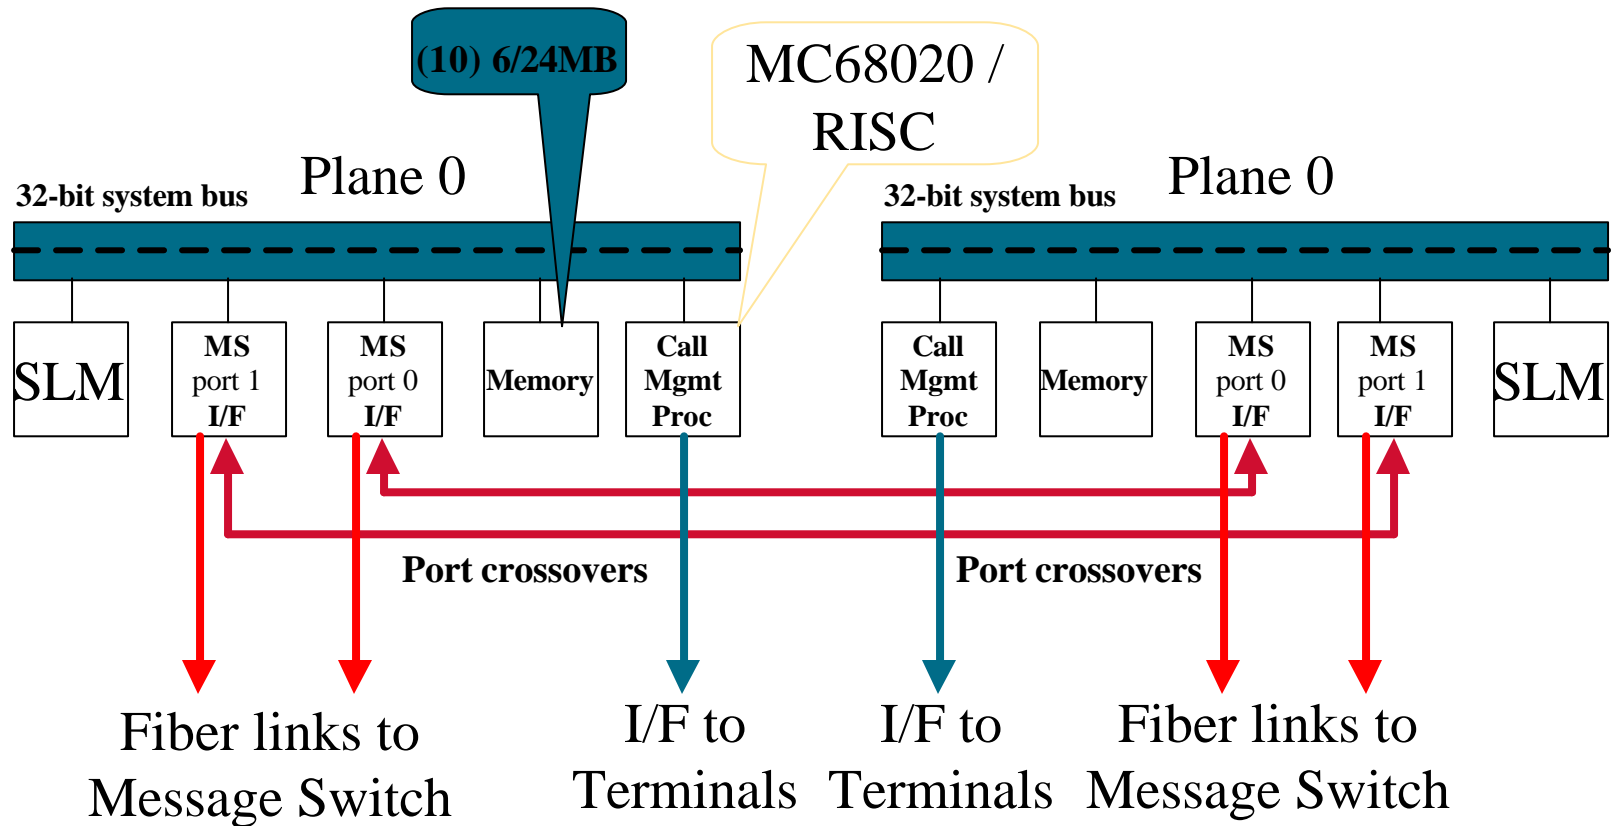 (10) 6/24MB
MC68020 /
RISC
Plane 0
32-bit system bus
Plane 0
32-bit system bus
SLM
MS
port 1
I/F
MS
port 0
I/F
Memory
Call
Mgmt
Proc
Call
Mgmt
Proc
Memory
MS
port 0
I/F
MS
port 1
I/F
SLM
Port crossovers
Port crossovers
Fiber links to
Message Switch
I/F to
Terminals
I/F to
Terminals
Fiber links to
Message Switch